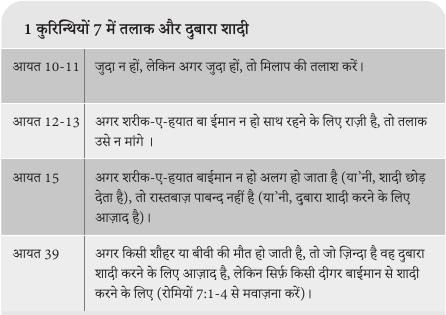 1 कुरिन्थियों 7 में तलाक और दुबारा शादी
आयत 10-11 जुदा न हों, लेकिन अगर जुदा हों, तो मिलाप की तलाश करें।
आयत 12-13 अगर शरीक-ए-हयात बा ईमान न हो साथ रहने के लिए राज़ी है, तो तलाक
उसे न मांगे ।
आयत 15 अगर शरीक-ए-हयात बाईमान न हो अलग हो जाता है (या’नी, शादी छोड़
देता है), तो रास्तबाज़ पाबन्द नहीं है (या’नी, दुबारा शादी करने के लिए
आज़ाद है)।
आयत 39 अगर किसी शौहर या बीवी की मौत हो जाती है, तो जो ज़िन्दा है वह दुबारा
शादी करने के लिए आज़ाद है, लेकिन सिर्फ़ किसी दीगर बाईमान से शादी
करने के लिए (रोमियों 7:1-4 से मवाज़ना करें)।